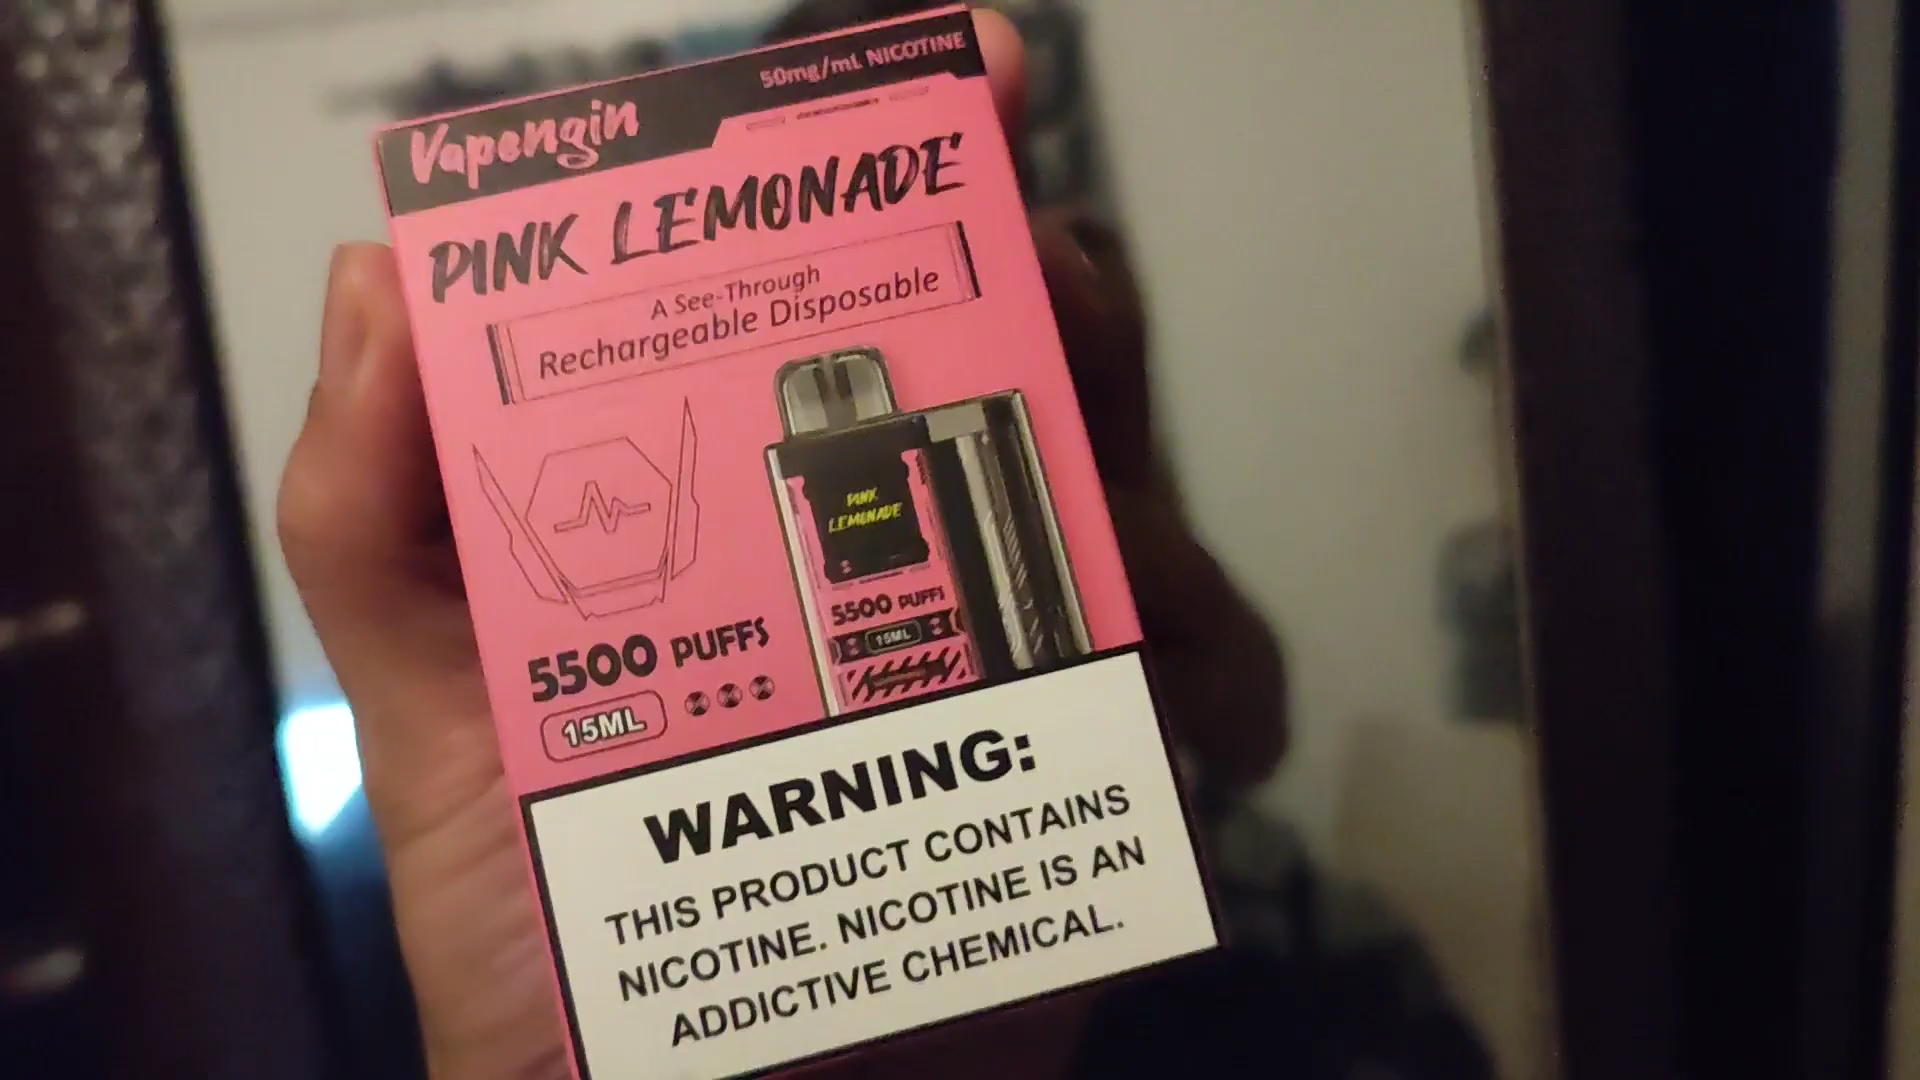 50mg/mL NICOTINE
Vapengin
PINK LEMONADE
A See-Through
Rechargeable Disposable
PINK
LEMONADE
5500 PUFFS
15ML
5500 PUFFS
15ML
WARNING:
THIS PRODUCT CONTAINS
NICOTINE. NICOTINE IS AN
ADDICTIVE CHEMICAL.